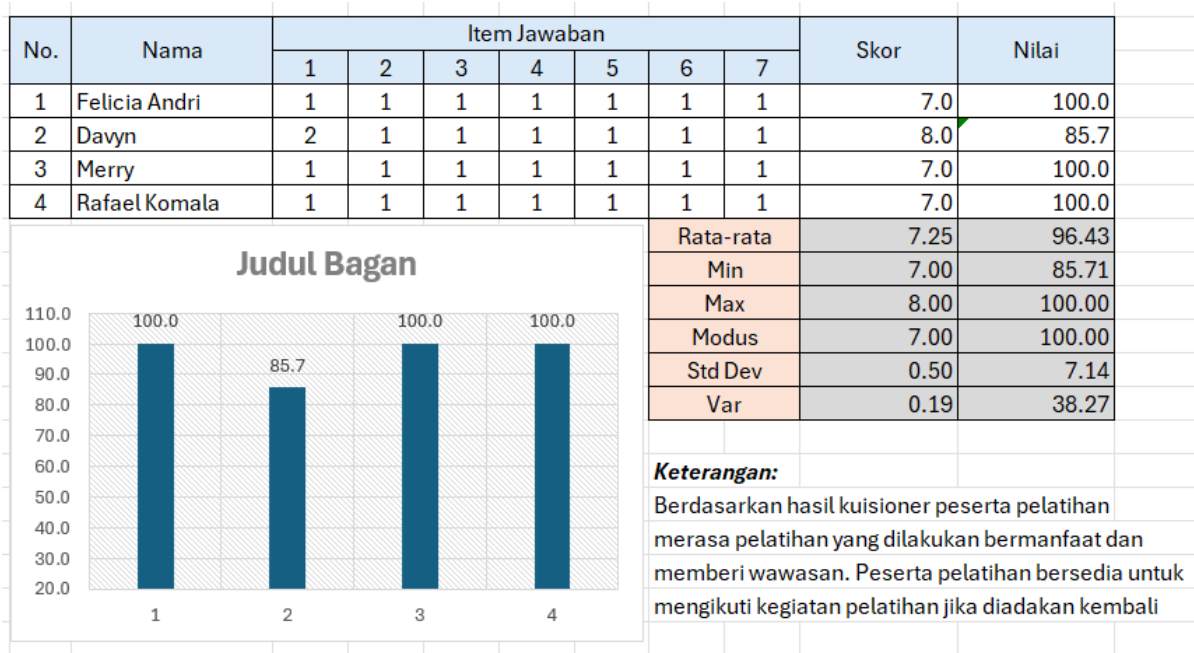 No. Nama Item Jawaban Skor Nilai
1 2 3 4 5 6 7
1 Felicia Andri 1 1 1 1 1 1 1 7.0 100.0
2 Davyn 2 1 1 1 1 1 1 8.0 85.7
3 Merry 1 1 1 1 1 1 1 7.0 100.0
4 Rafael Komala 1 1 1 1 1 1 1 7.0 100.0
Rata-rata 7.25 96.43
Min 7.00 85.71
Max 8.00 100.00
Modus 7.00 100.00
Std Dev 0.50 7.14
Var 0.19 38.27
Judul Bagan
110.0
100.0
90.0
80.0
70.0
60.0
50.0
40.0
30.0
20.0
100.0 85.7 100.0 100.0
1 2 3 4
Keterangan:
Berdasarkan hasil kuisioner peserta pelatihan
merasa pelatihan yang dilakukan bermanfaat dan
memberi wawasan. Peserta pelatihan bersedia untuk
mengikuti kegiatan pelatihan jika diadakan kembali